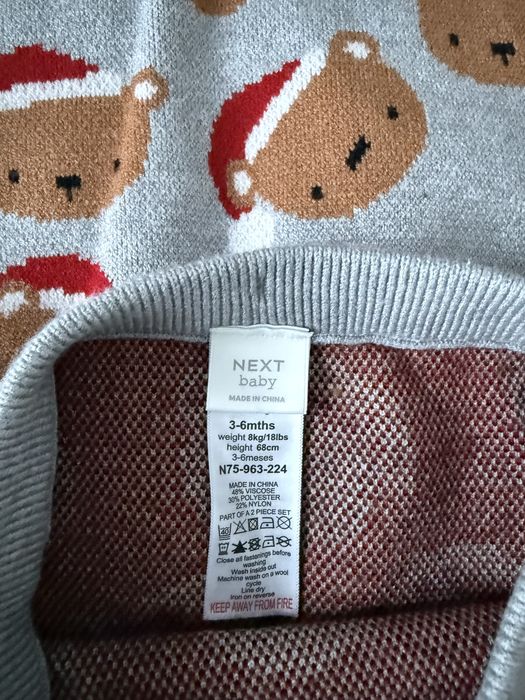 NEXT
baby
MADE IN CHINA
3-6mths
weight 8kg/18lbs
height 68cm
3-6meses
N75-963-224
MADE IN CHINA
48% VISCOSE
30% POLYESTER
22% NYLON
PART OF A 2 PIECE SET
40
Close all fastenings before
washing
Wash inside out
Machine wash on a wool
cycle
Line dry
Iron on reverse
KEEP AWAY FROM FIRE